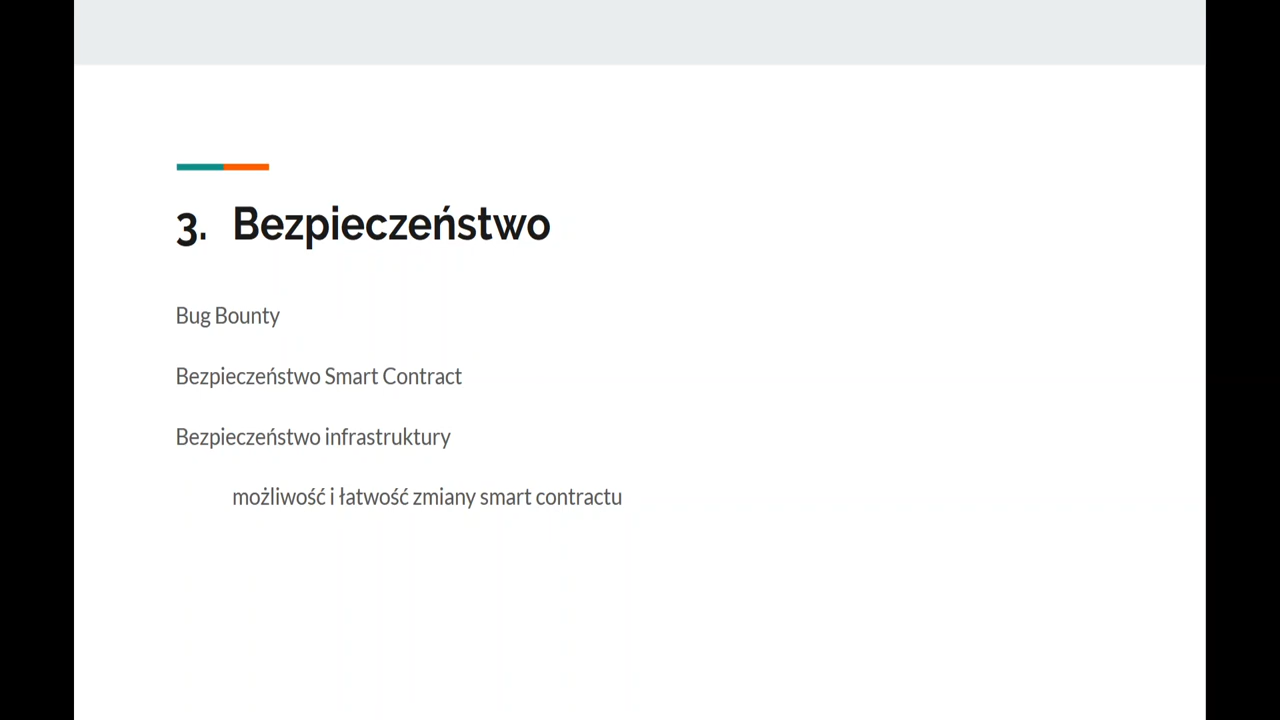 3. Bezpieczeństwo
Bug Bounty
Bezpieczeństwo Smart Contract
Bezpieczeństwo infrastruktury
możliwość i łatwość zmiany smart contractu